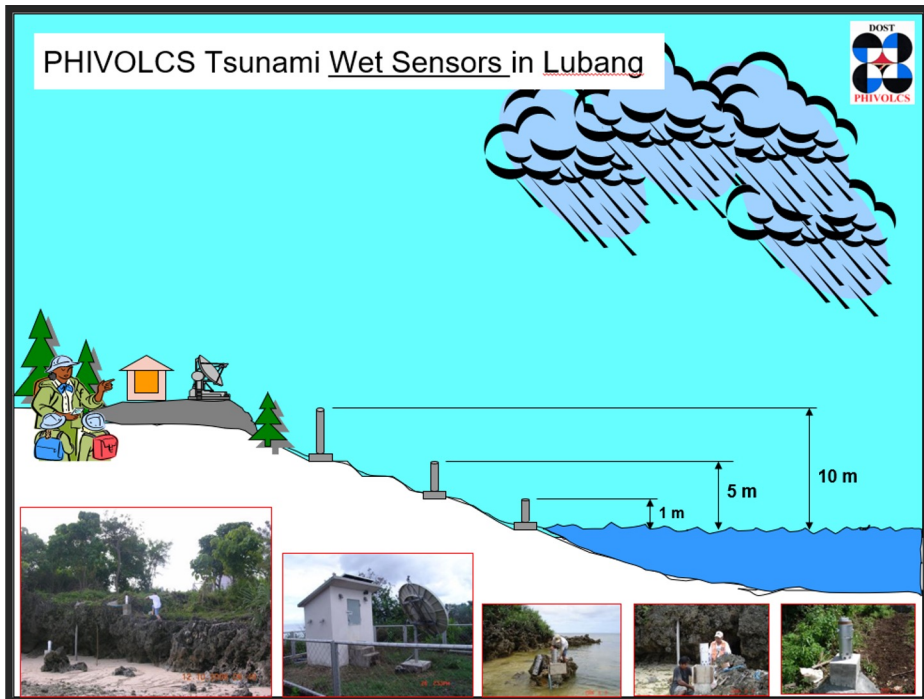 PHIVOLCS Tsunami Wet Sensors in Lubang
DOST
PHIVOLCS
10 m
5 m
1 m